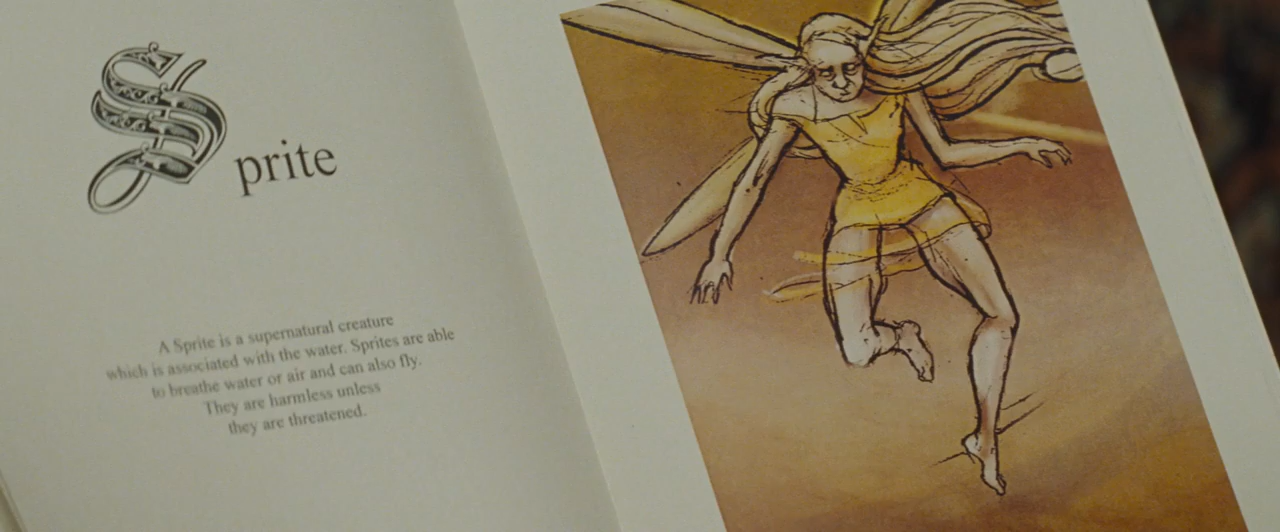 Sprite
A Sprite is a supernatural creature
which is associated with the water. Sprites are able
to breathe water or air and can also fly.
They are harmless unless
they are threatened.